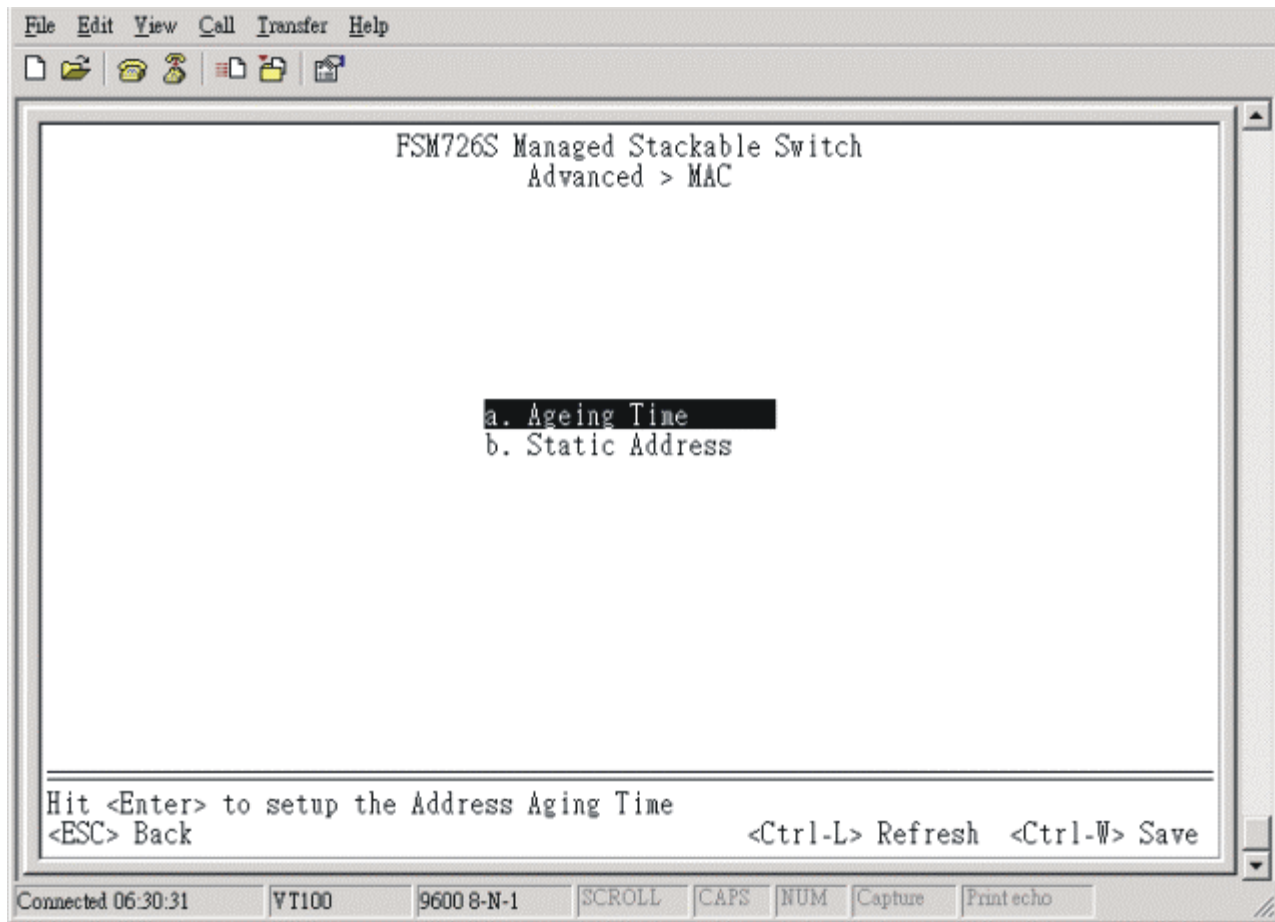 File Edit View Call Transfer Help
FSM726S Managed Stackable Switch
Advanced > MAC
a. Ageing Time
b. Static Address
Hit <Enter> to setup the Address Aging Time
<ESC> Back <Ctrl-L> Refresh <Ctrl-W> Save
Connected 06:30:31 VT100 9600 8-N-1 SCROLL CAPS NUM Capture Print echo